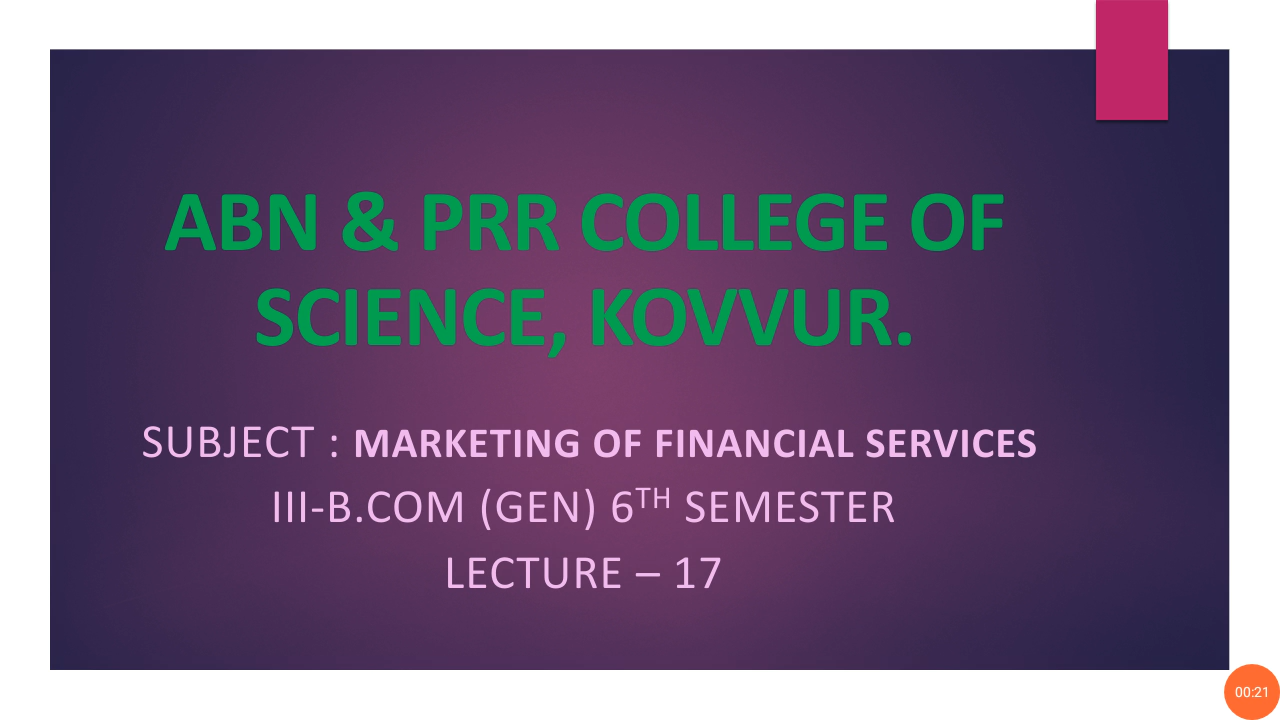 ABN & PRR COLLEGE OF
SCIENCE, KOVVUR.
SUBJECT : MARKETING OF FINANCIAL SERVICES
III-B.COM (GEN) 6TH SEMESTER
LECTURE – 17
00:21